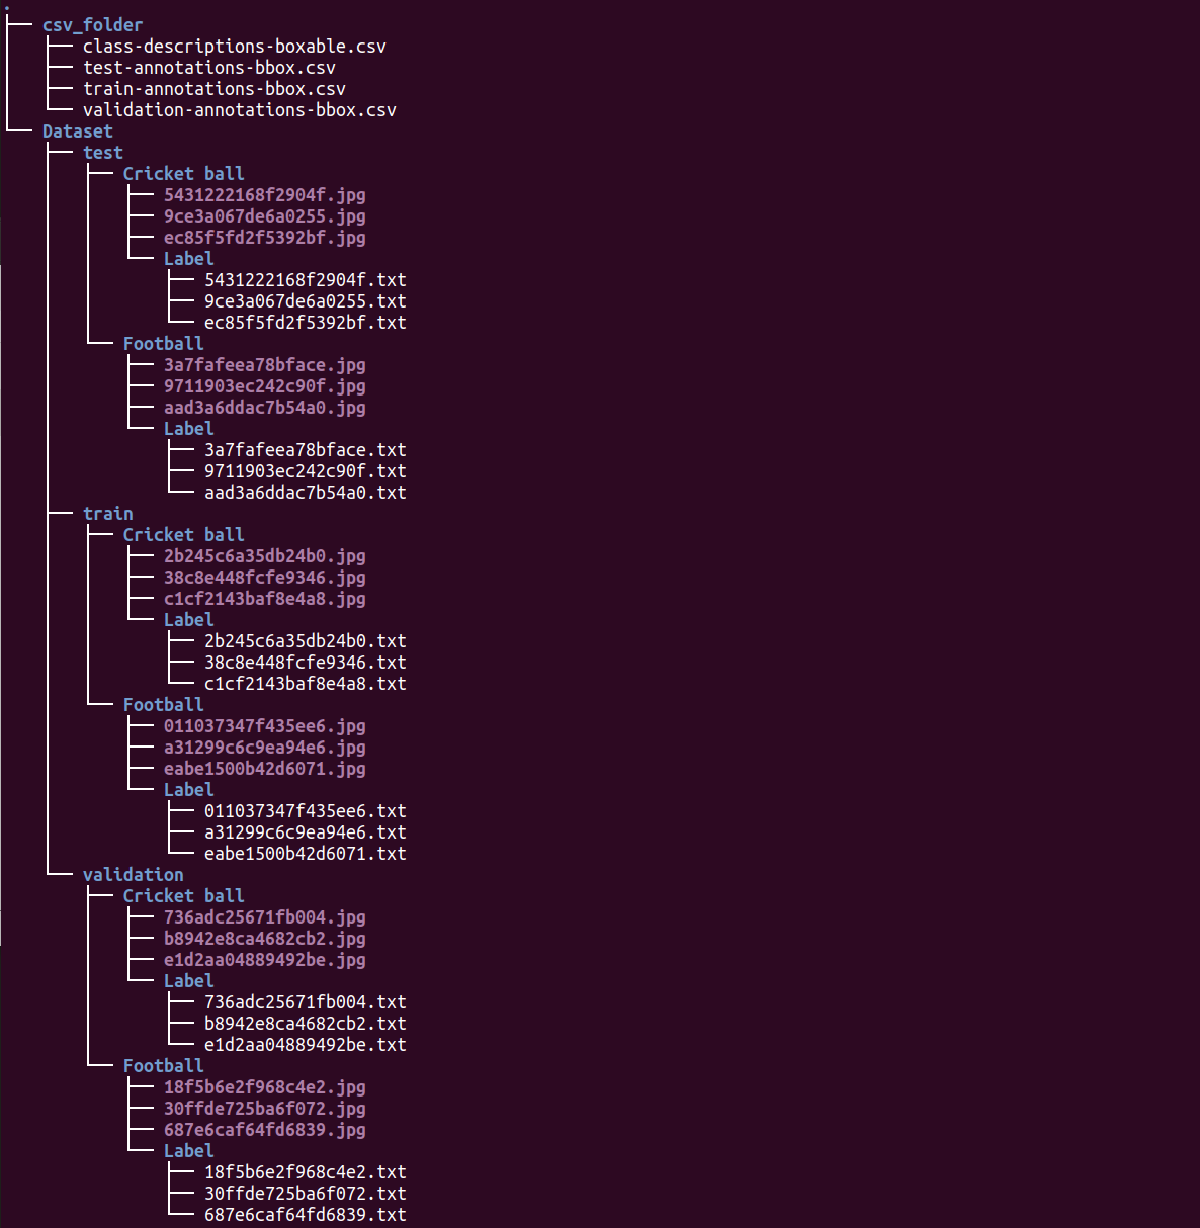 .
csv_folder
class-descriptions-boxable.csv
test-annotations-bbox.csv
train-annotations-bbox.csv
validation-annotations-bbox.csv
Dataset
test
Cricket ball
5431222168f2904f.jpg
9ce3a067de6a0255.jpg
ec85f5fd2f5392bf.jpg
Label
5431222168f2904f.txt
9ce3a067de6a0255.txt
ec85f5fd2f5392bf.txt
Football
3a7fafeea78bface.jpg
9711903ec242c90f.jpg
aad3a6ddac7b54a0.jpg
Label
3a7fafeea78bface.txt
9711903ec242c90f.txt
aad3a6ddac7b54a0.txt
train
Cricket ball
2b245c6a35db24b0.jpg
38c8e448fcfe9346.jpg
c1cf2143baf8e4a8.jpg
Label
2b245c6a35db24b0.txt
38c8e448fcfe9346.txt
c1cf2143baf8e4a8.txt
Football
011037347f435ee6.jpg
a31299c6c9ea94e6.jpg
eabe1500b42d6071.jpg
Label
011037347f435ee6.txt
a31299c6c9ea94e6.txt
eabe1500b42d6071.txt
validation
Cricket ball
736adc25671fb004.jpg
b8942e8ca4682cb2.jpg
e1d2aa04889492be.jpg
Label
736adc25671fb004.txt
b8942e8ca4682cb2.txt
e1d2aa04889492be.txt
Football
18f5b6e2f968c4e2.jpg
30ffde725ba6f072.jpg
687e6caf64fd6839.jpg
Label
18f5b6e2f968c4e2.txt
30ffde725ba6f072.txt
687e6caf64fd6839.txt